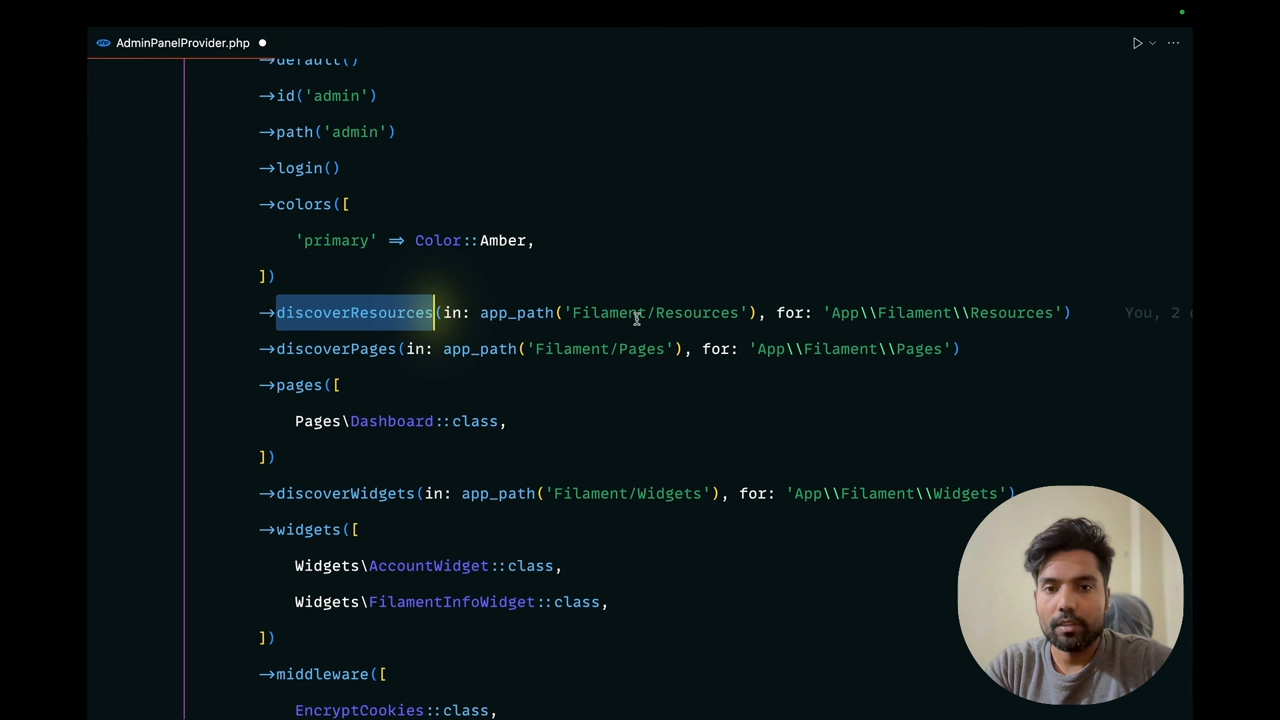 AdminPanelProvider.php
->default()
->id('admin')
->path('admin')
->login()
->colors([
'primary' => Color::Amber,
])
->discoverResources(in: app_path('Filament/Resources'), for: 'App\\Filament\\Resources') You, 2
->discoverPages(in: app_path('Filament/Pages'), for: 'App\\Filament\\Pages')
->pages([
Pages\Dashboard::class,
])
->discoverWidgets(in: app_path('Filament/Widgets'), for: 'App\\Filament\\Widgets')
->widgets([
Widgets\AccountWidget::class,
Widgets\FilamentInfoWidget::class,
])
->middleware([
EncryptCookies::class,